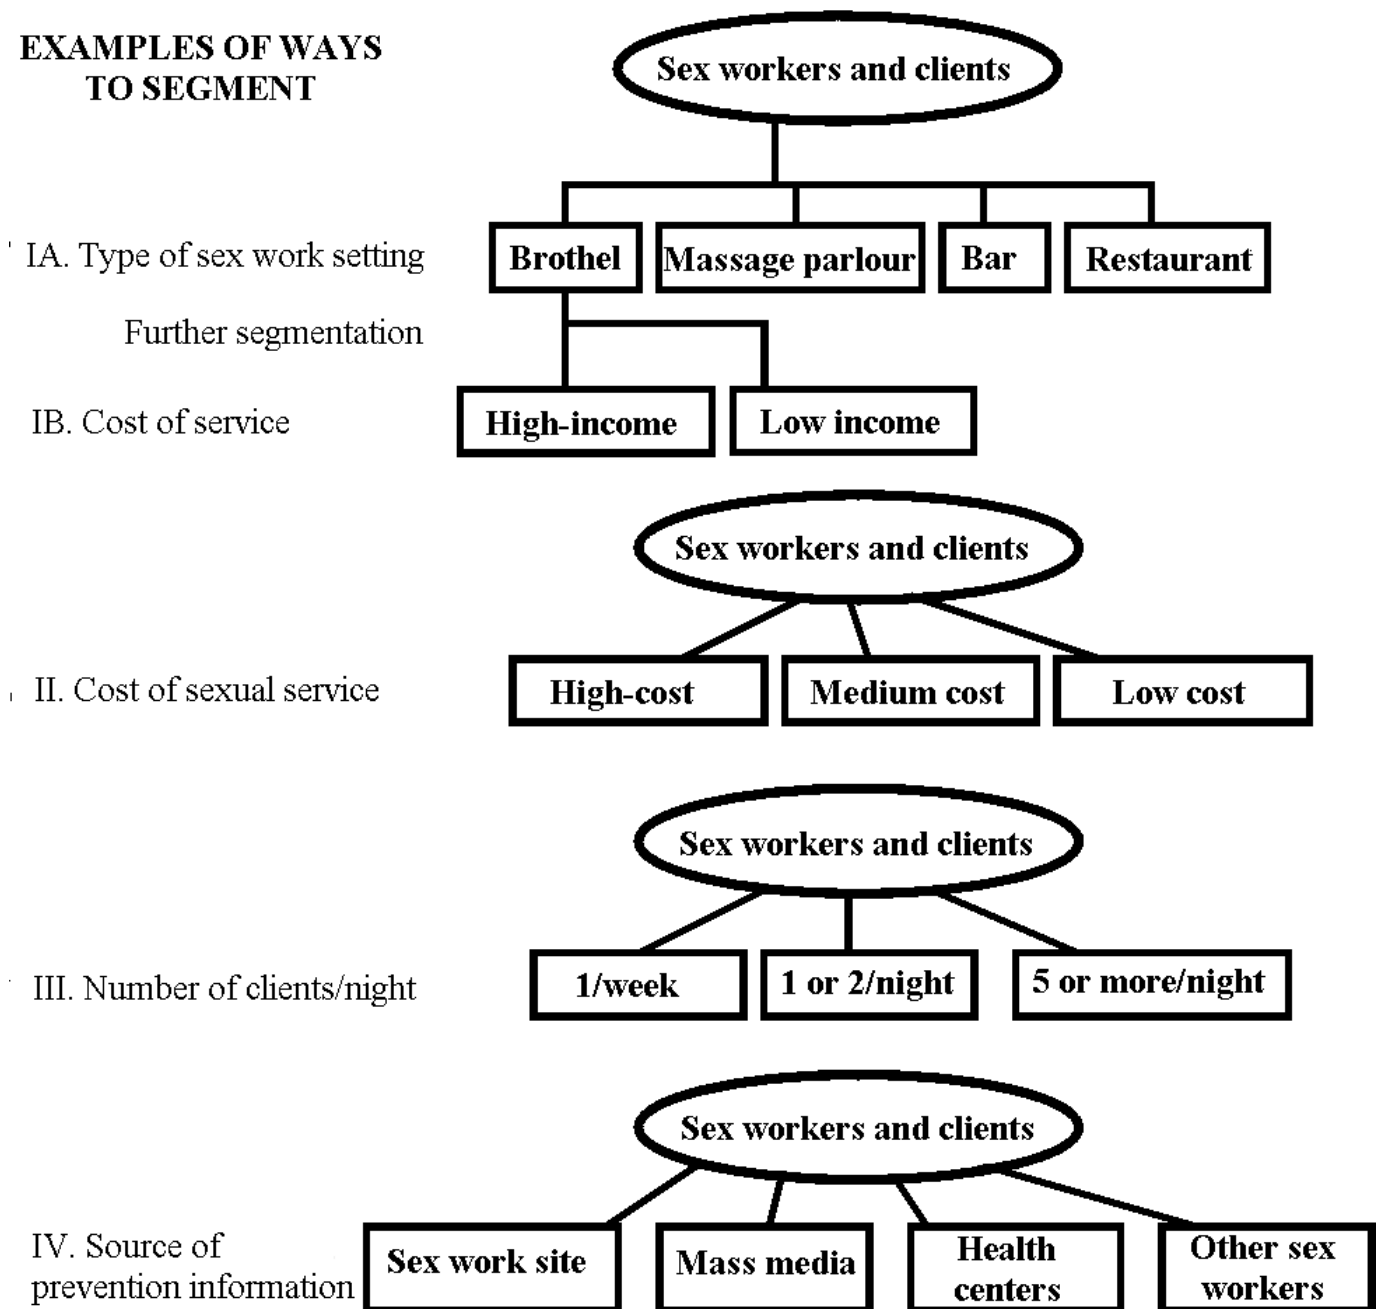 EXAMPLES OF WAYS
TO SEGMENT
Sex workers and clients
IA. Type of sex work setting
Brothel
Massage parlour
Bar
Restaurant
Further segmentation
IB. Cost of service
High-income
Low income
Sex workers and clients
II. Cost of sexual service
High-cost
Medium cost
Low cost
Sex workers and clients
III. Number of clients/night
1/week
1 or 2/night
5 or more/night
Sex workers and clients
IV. Source of
prevention information
Sex work site
Mass media
Health
centers
Other sex
workers